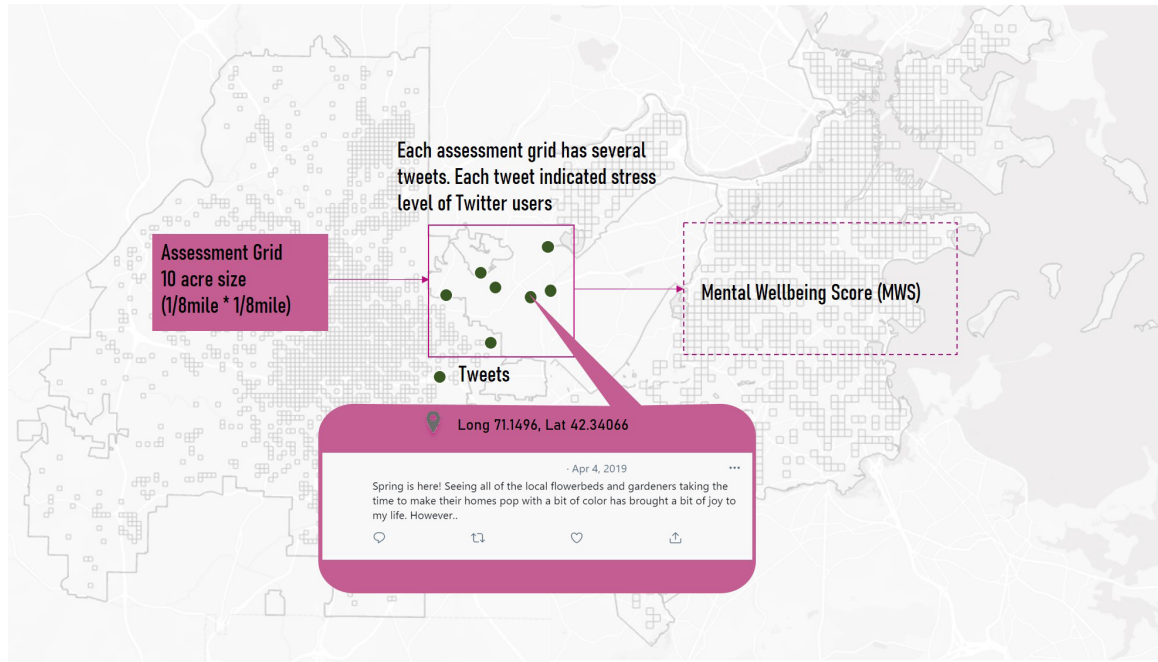 Each assessment grid has several
tweets. Each tweet indicated stress
level of Twitter users
Assessment Grid
10 acre size
(1/8mile * 1/8mile)
Mental Wellbeing Score (MWS)
Tweets
Long 71.1496, Lat 42.34066
· Apr 4, 2019
Spring is here! Seeing all of the local flowerbeds and gardeners taking the
time to make their homes pop with a bit of color has brought a bit of joy to
my life. However..